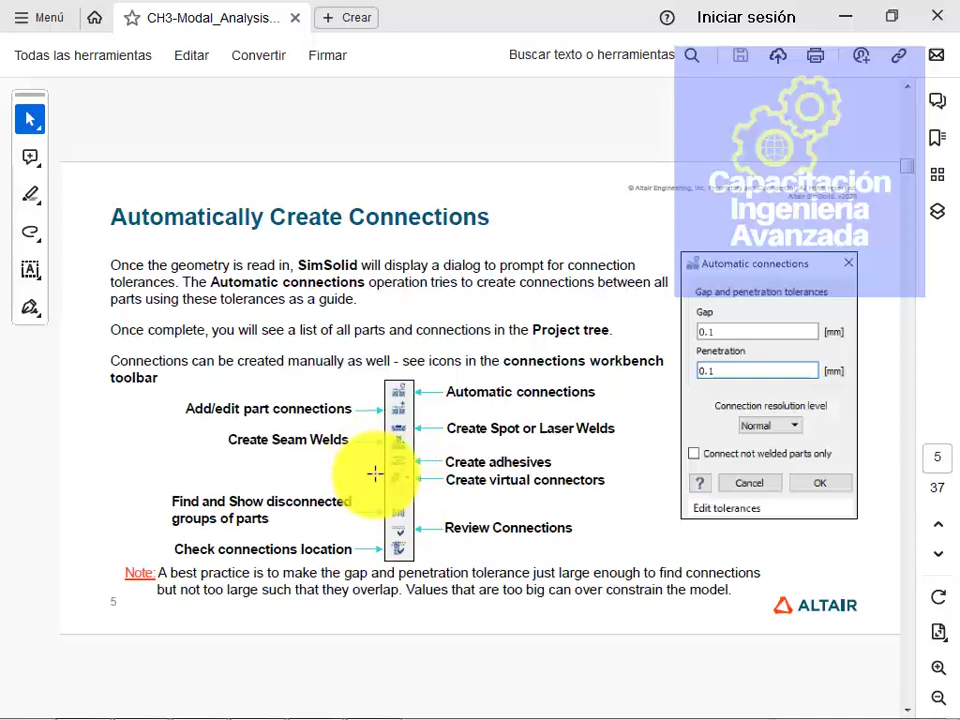 Menú
CH3-Modal_Analysis...
Crear
Iniciar sesión
Todas las herramientas
Editar
Convertir
Firmar
Buscar texto o herramientas
Capacitación
Ingeniería
Avanzada
© Altair Engineering, Inc.
Automatically Create Connections
Once the geometry is read in, SimSolid will display a dialog to prompt for connection
tolerances. The Automatic connections operation tries to create connections between all
parts using these tolerances as a guide.
Once complete, you will see a list of all parts and connections in the Project tree.
Connections can be created manually as well - see icons in the connections workbench
toolbar
Automatic connections
Add/edit part connections
Create Spot or Laser Welds
Create Seam Welds
Create adhesives
Create virtual connectors
Find and Show disconnected
groups of parts
Review Connections
Check connections location
Automatic connections
Gap and penetration tolerances
Gap
0.1 [mm]
Penetration
0.1 [mm]
Connection resolution level
Normal
Connect not welded parts only
? Cancel OK
Edit tolerances
Note: A best practice is to make the gap and penetration tolerance just large enough to find connections
but not too large such that they overlap. Values that are too big can over constrain the model.
5
ALTAIR
5
37